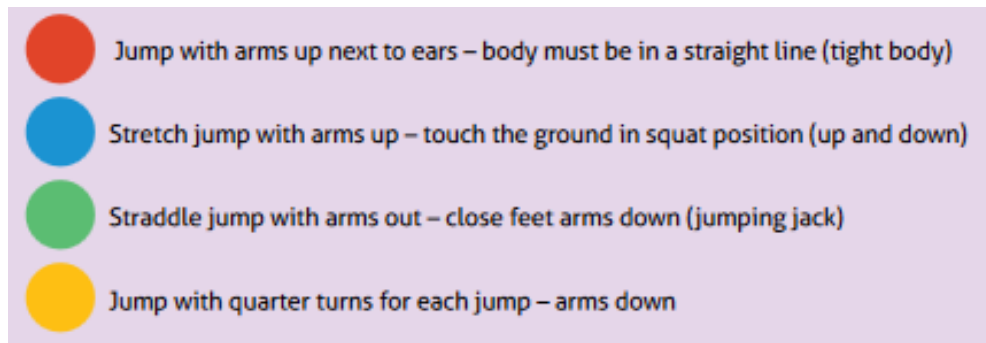 Jump with arms up next to ears – body must be in a straight line (tight body)
Stretch jump with arms up – touch the ground in squat position (up and down)
Straddle jump with arms out – close feet arms down (jumping jack)
Jump with quarter turns for each jump – arms down